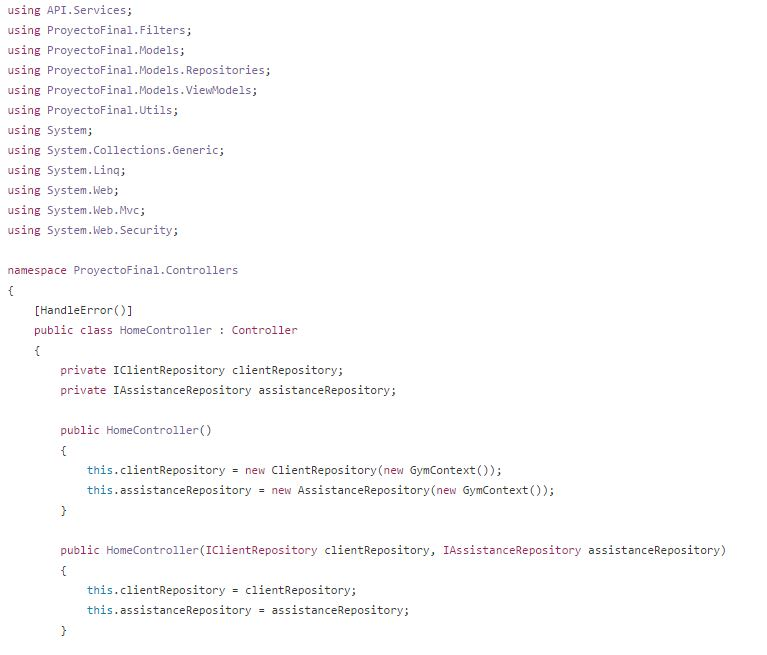 using API.Services;
using ProyectoFinal.Filters;
using ProyectoFinal.Models;
using ProyectoFinal.Models.Repositories;
using ProyectoFinal.Models.ViewModels;
using ProyectoFinal.Utils;
using System;
using System.Collections.Generic;
using System.Linq;
using System.Web;
using System.Web.Mvc;
using System.Web.Security;

namespace ProyectoFinal.Controllers
{
    [HandleError()]
    public class HomeController : Controller
    {
        private IClientRepository clientRepository;
        private IAssistanceRepository assistanceRepository;

        public HomeController()
        {
            this.clientRepository = new ClientRepository(new GymContext());
            this.assistanceRepository = new AssistanceRepository(new GymContext());
        }

        public HomeController(IClientRepository clientRepository, IAssistanceRepository assistanceRepository)
        {
            this.clientRepository = clientRepository;
            this.assistanceRepository = assistanceRepository;
        }